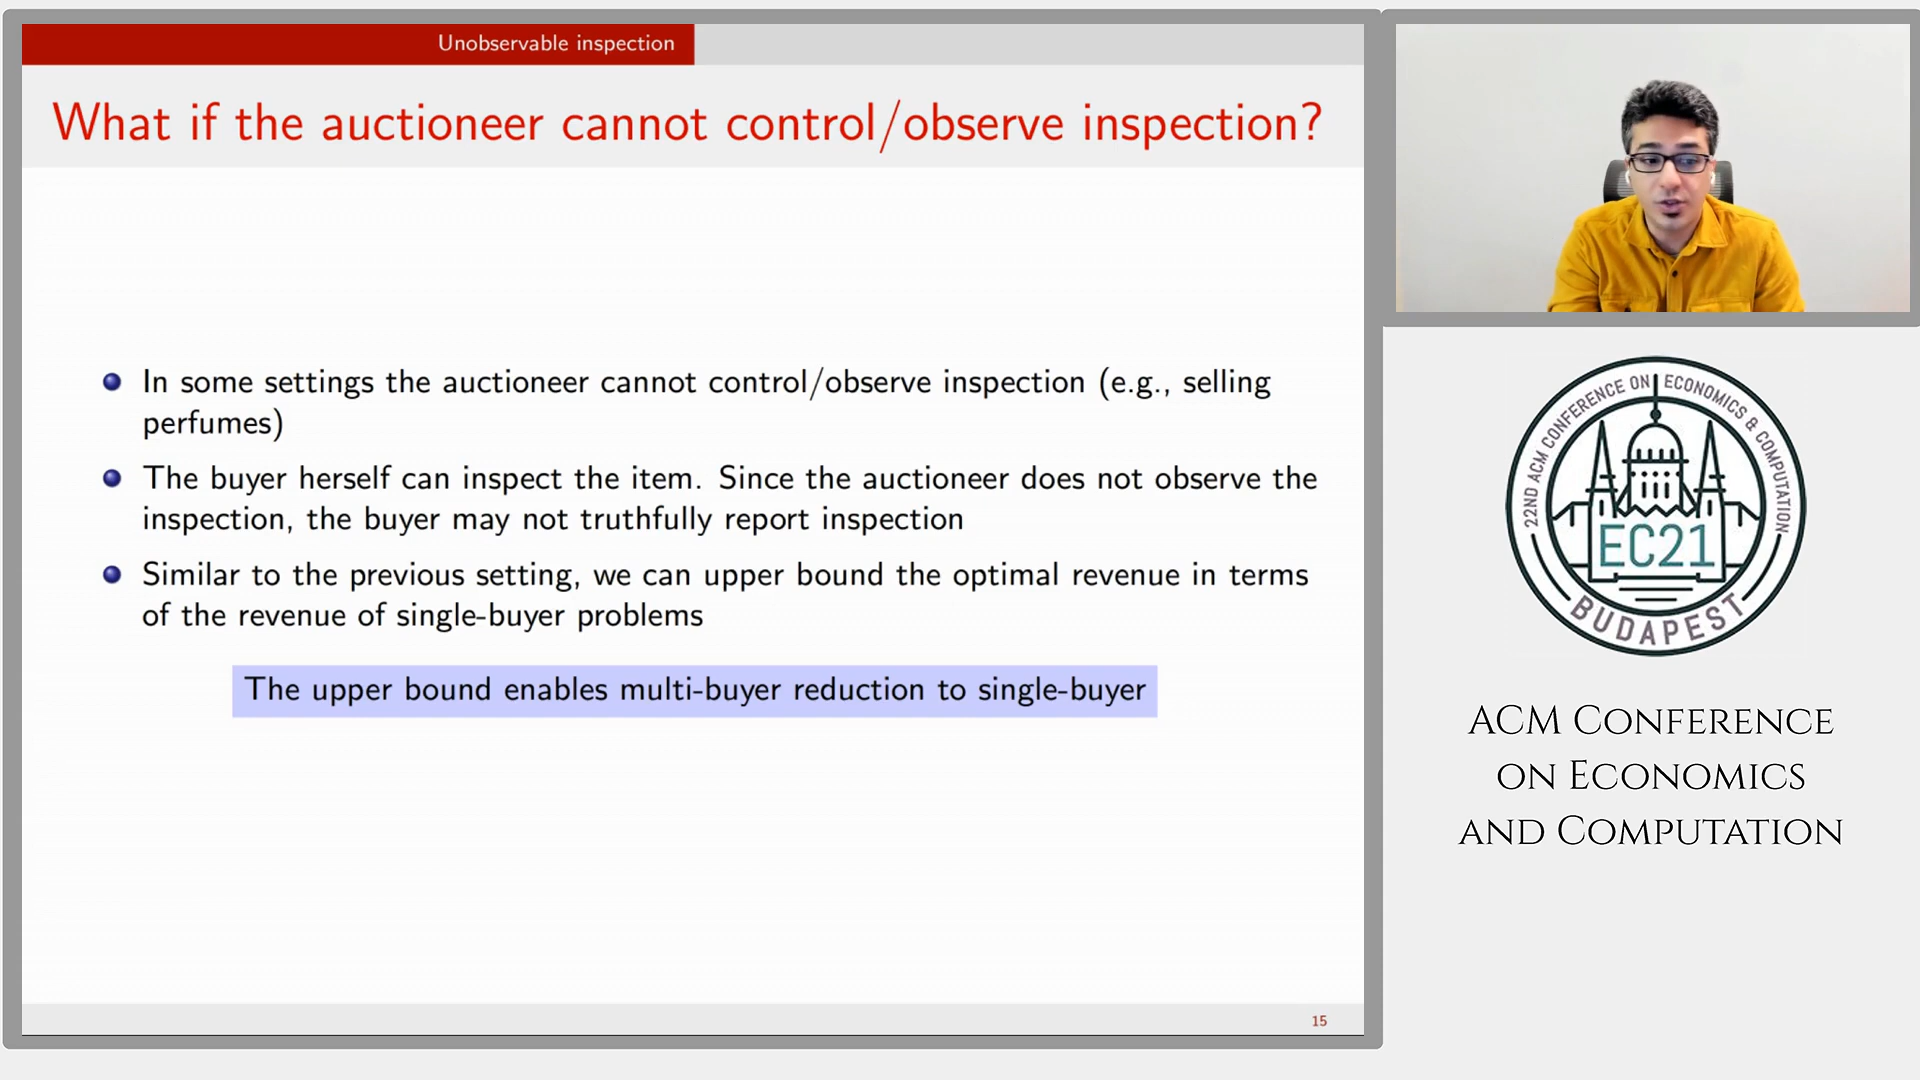 Unobservable inspection
What if the auctioneer cannot control/observe inspection?
In some settings the auctioneer cannot control/observe inspection (e.g., selling
perfumes)
The buyer herself can inspect the item. Since the auctioneer does not observe the
inspection, the buyer may not truthfully report inspection
Similar to the previous setting, we can upper bound the optimal revenue in terms
of the revenue of single-buyer problems
The upper bound enables multi-buyer reduction to single-buyer
15
22ND ACM CONFERENCE ON ECONOMICS & COMPUTATION
EC21
BUDAPEST
ACM CONFERENCE
ON ECONOMICS
AND COMPUTATION